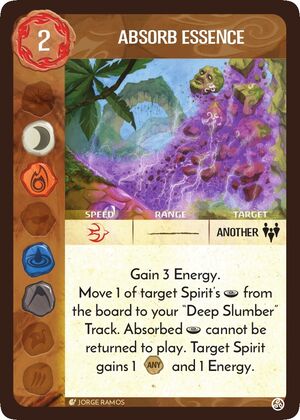 2
ABSORB ESSENCE
SPEED RANGE TARGET
ANOTHER
Gain 3 Energy.
Move 1 of target Spirit's from
the board to your "Deep Slumber"
Track. Absorbed cannot be
returned to play. Target Spirit
gains 1 ANY and 1 Energy.
JORGE RAMOS